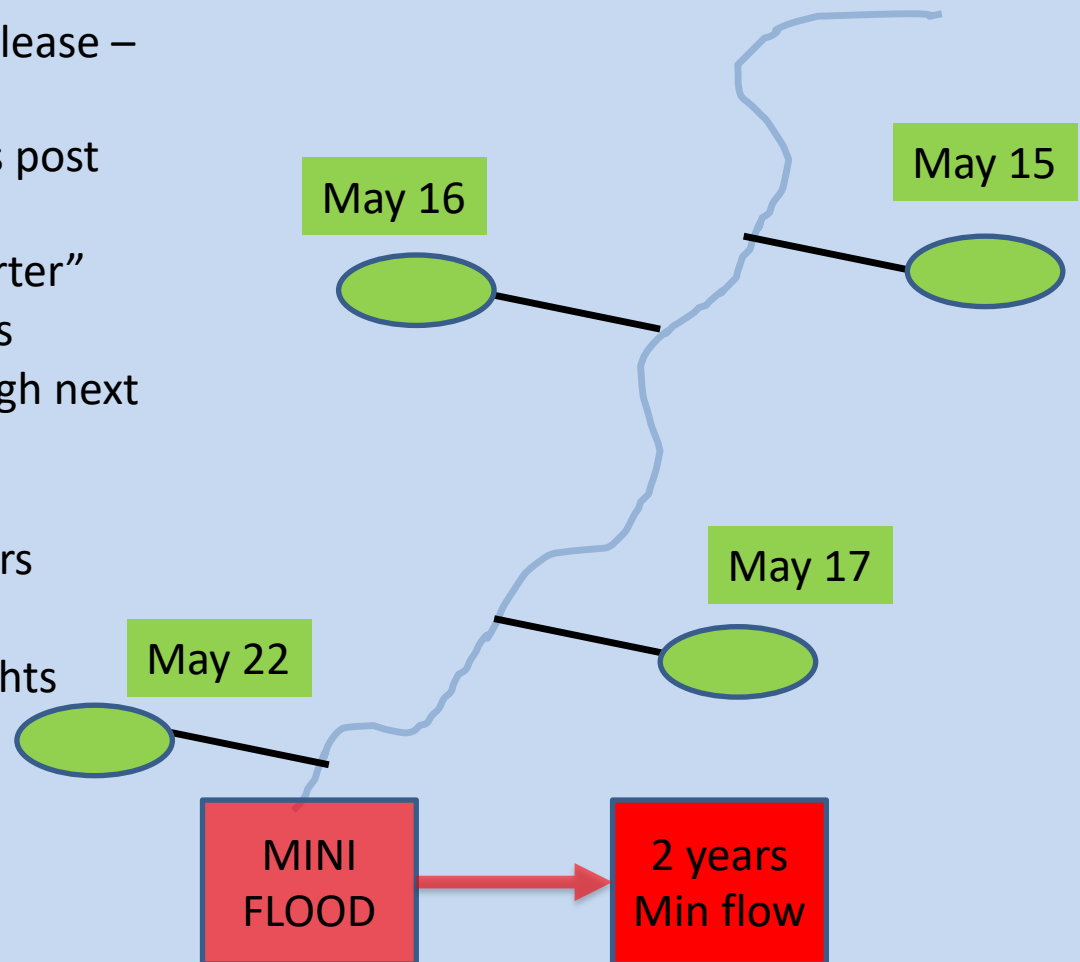 lease –
s post
rter”
s
gh next
rs
hts
May 16
May 15
May 17
May 22
MINI
FLOOD
2 years
Min flow